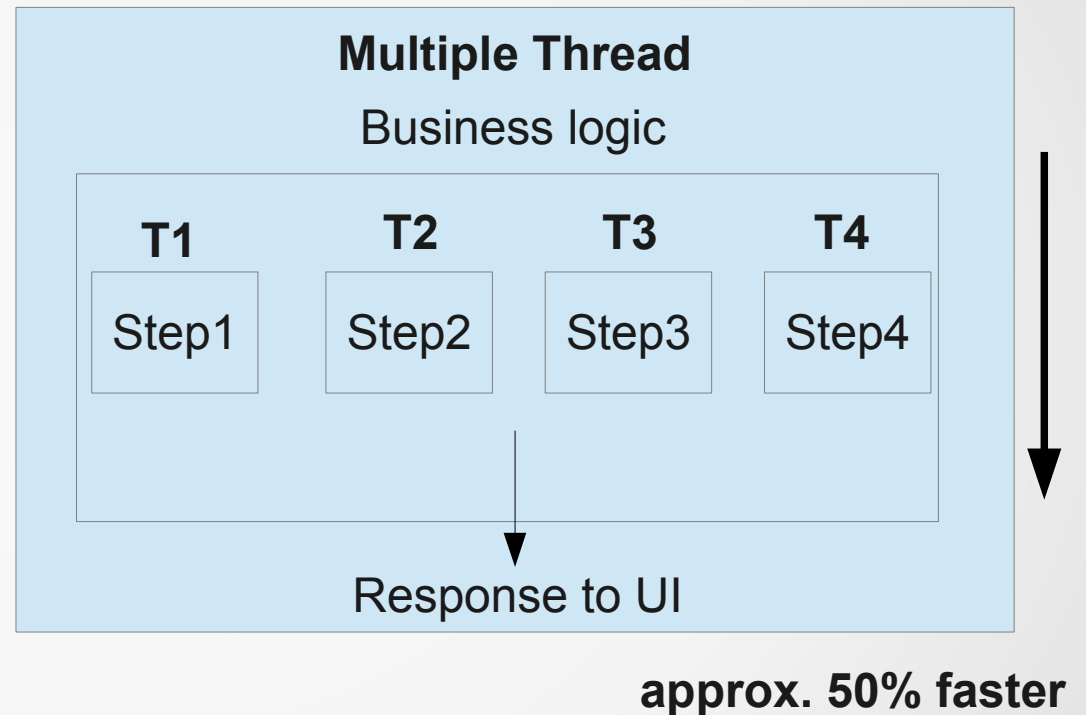 Multiple Thread
Business logic
T1 T2 T3 T4
Step1 Step2 Step3 Step4
Response to UI
approx. 50% faster